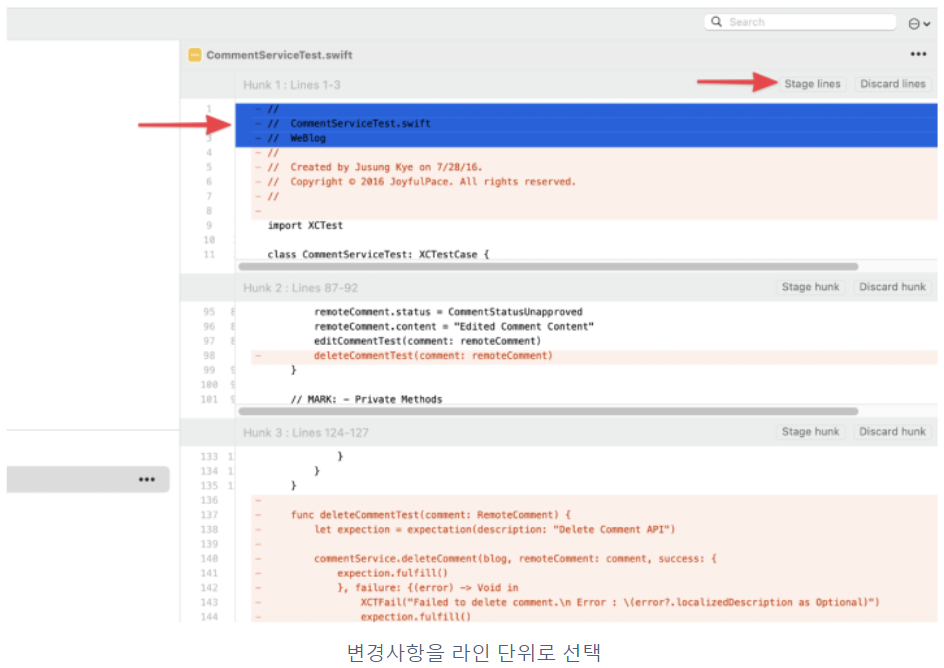 Search
CommentServiceTest.swift
Hunk 1 : Lines 1-3
Stage lines
Discard lines
1 - //
- // CommentServiceTest.swift
3 - // WeBlog
4 - //
5 - // Created by Jusung Kye on 7/28/16.
6 - // Copyright © 2016 JoyfulPace. All rights reserved.
7 - //
8 -
9 import XCTest
10
11 class CommentServiceTest: XCTestCase {
Hunk 2 : Lines 87-92
Stage hunk
Discard hunk
95 remoteComment.status = CommentStatusUnapproved
96 remoteComment.content = "Edited Comment Content"
97 editCommentTest(comment: remoteComment)
98 - deleteCommentTest(comment: remoteComment)
99 9 }
100 9
101 9 // MARK: - Private Methods
Hunk 3 : Lines 124-127
Stage hunk
Discard hunk
133 1 }
134 1 }
135 1 }
136 -
137 - func deleteCommentTest(comment: RemoteComment) {
138 - let expection = expectation(description: "Delete Comment API")
139 -
140 - commentService.deleteComment(blog, remoteComment: comment, success: {
141 - expection.fulfill()
142 - }, failure: {(error) -> Void in
143 - XCTFail("Failed to delete comment.\n Error : \(error?.localizedDescription as Optional)")
144 - expection.fulfill()
변경사항을 라인 단위로 선택